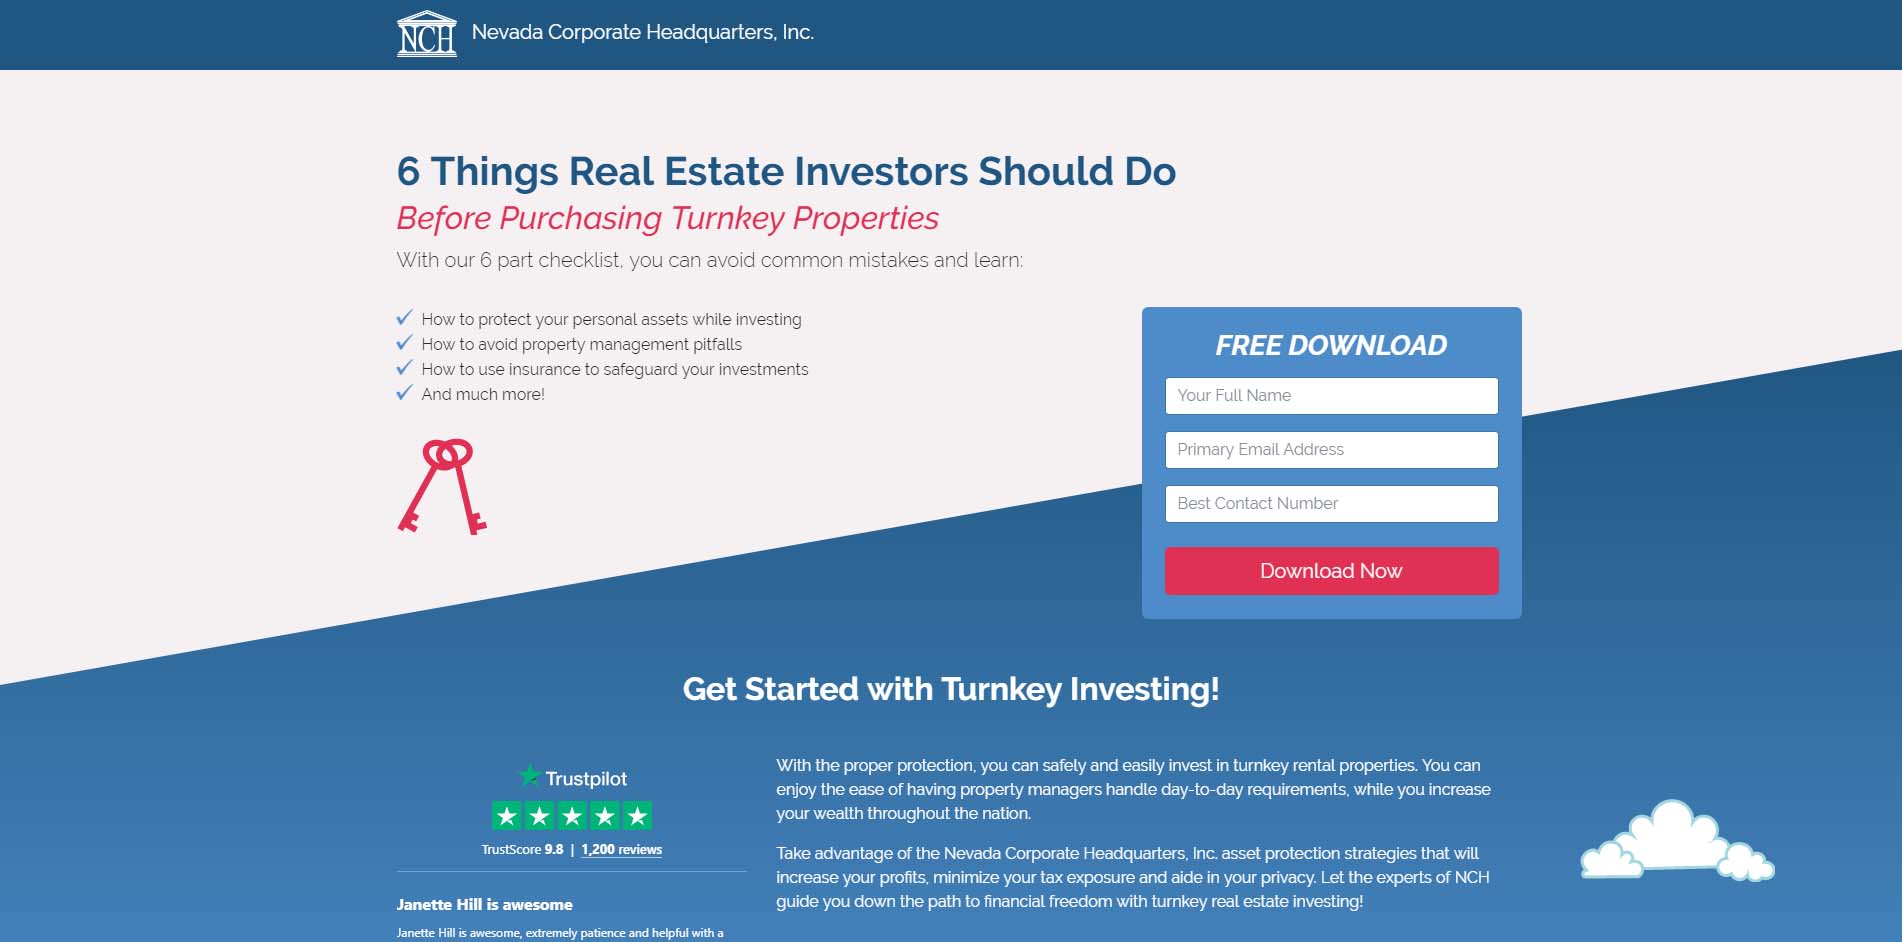 NCH
Nevada Corporate Headquarters, Inc.
6 Things Real Estate Investors Should Do
Before Purchasing Turnkey Properties
With our 6 part checklist, you can avoid common mistakes and learn:
How to protect your personal assets while investing
How to avoid property management pitfalls
How to use insurance to safeguard your investments
And much more!
FREE DOWNLOAD
Your Full Name
Primary Email Address
Best Contact Number
Download Now
Get Started with Turnkey Investing!
Trustpilot
TrustScore 9.8 | 1,200 reviews
Janette Hill is awesome
Janette Hill is awesome, extremely patience and helpful with a
With the proper protection, you can safely and easily invest in turnkey rental properties. You can
enjoy the ease of having property managers handle day-to-day requirements, while you increase
your wealth throughout the nation.
Take advantage of the Nevada Corporate Headquarters, Inc. asset protection strategies that will
increase your profits, minimize your tax exposure and aide in your privacy. Let the experts of NCH
guide you down the path to financial freedom with turnkey real estate investing!